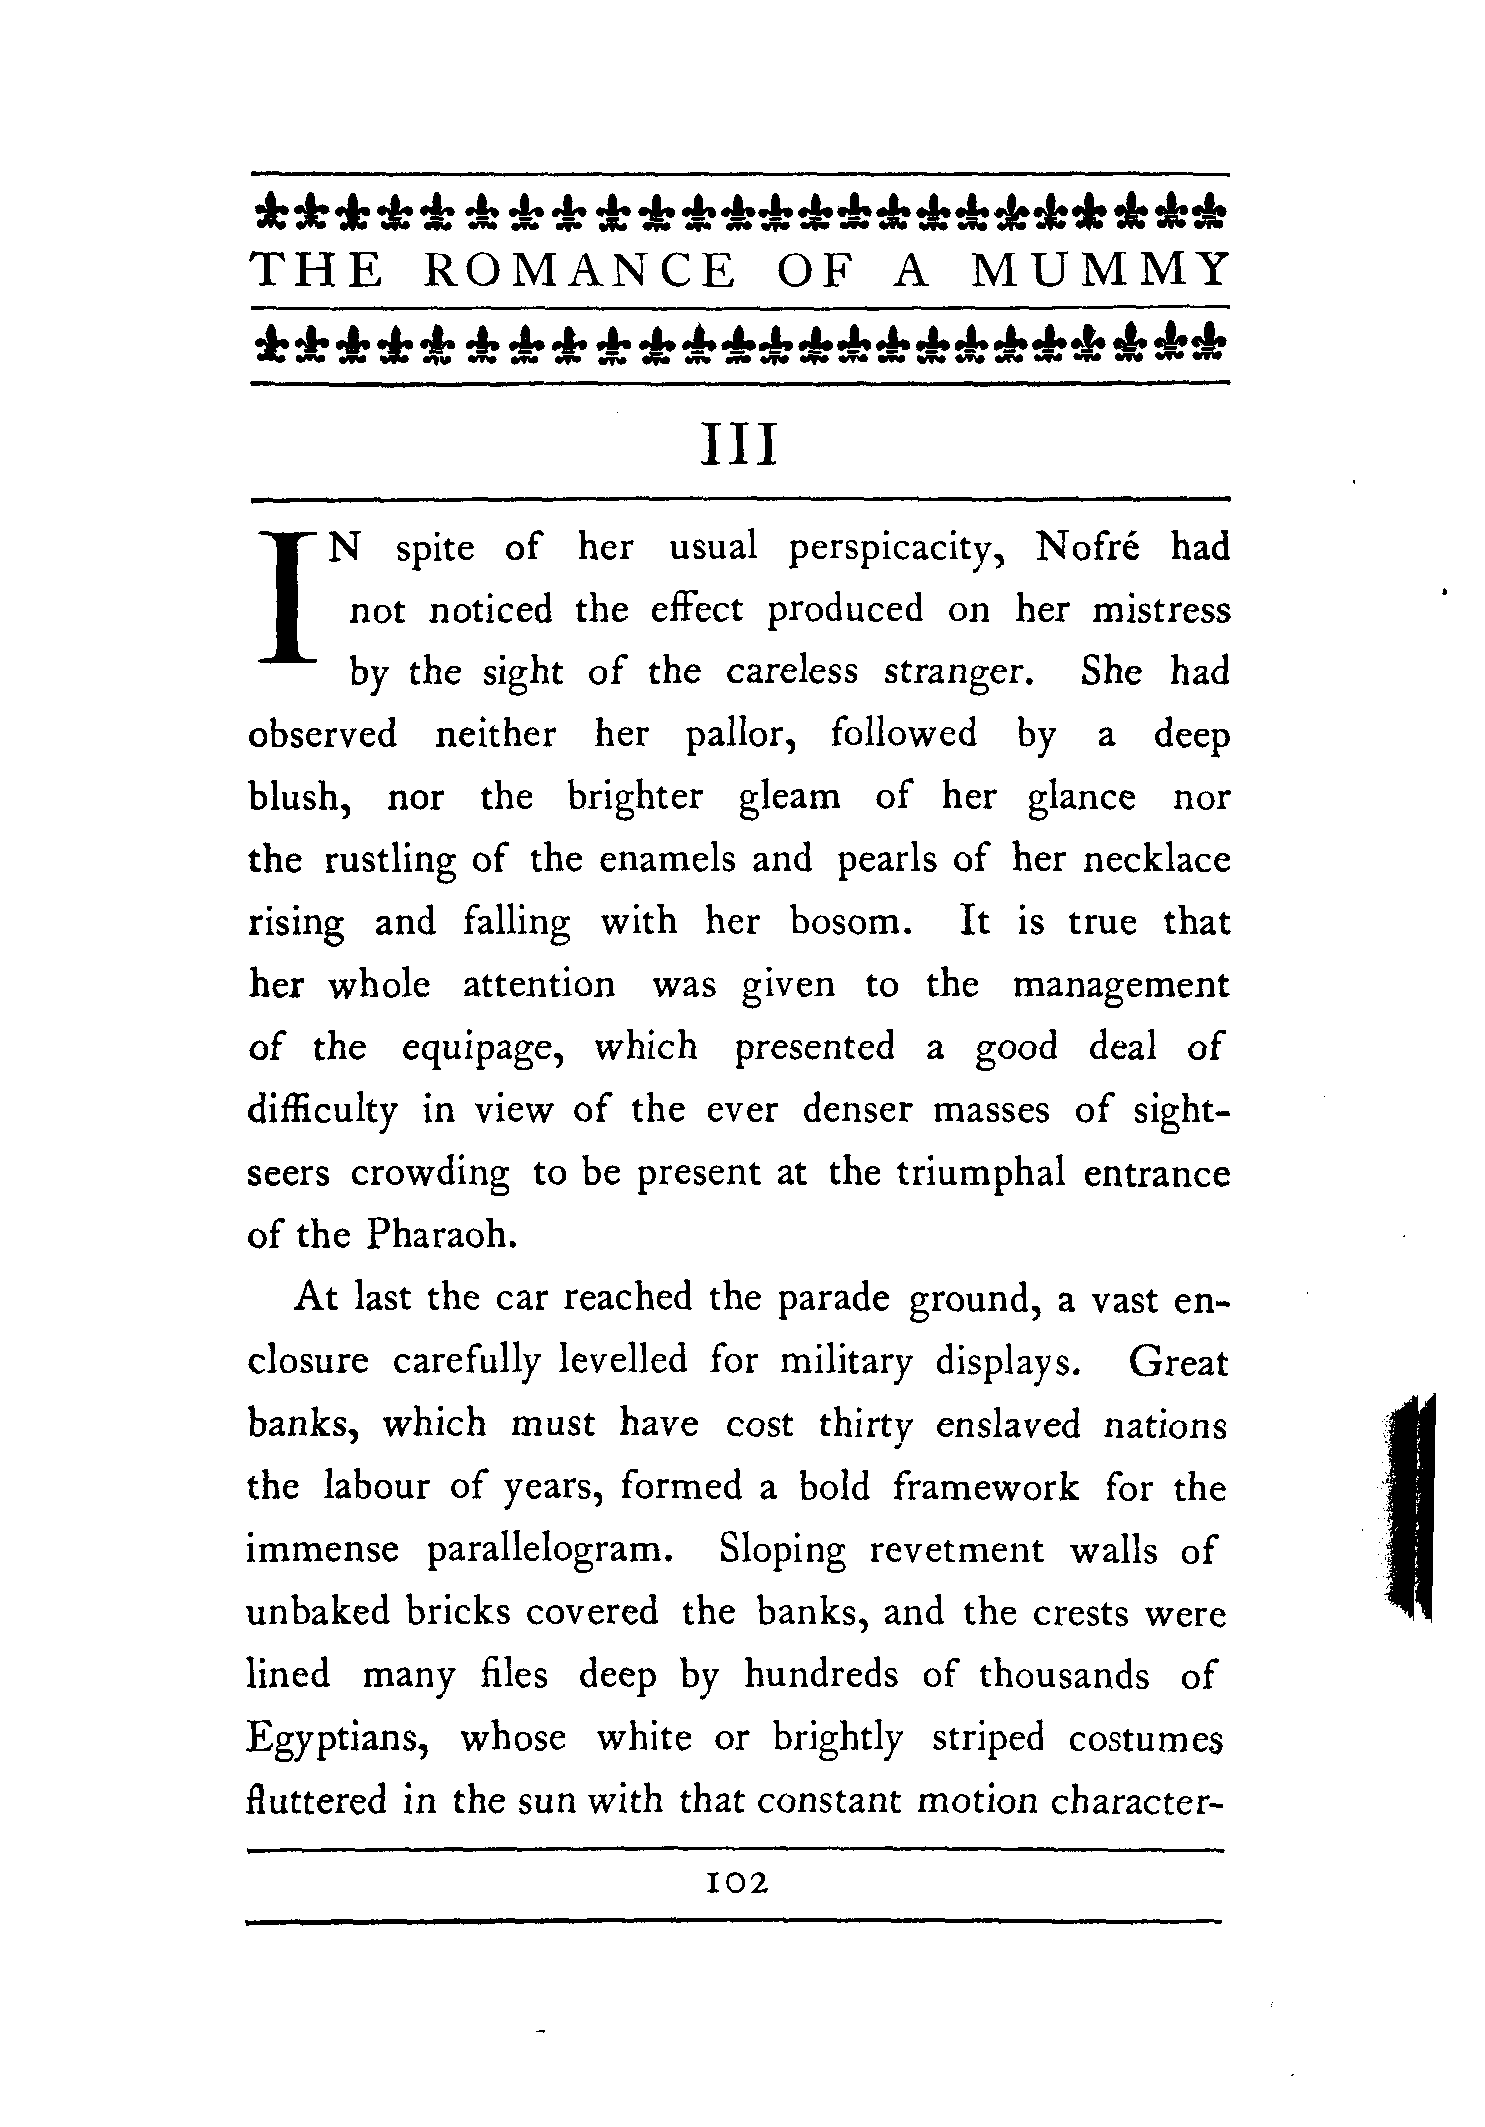 THE ROMANCE OF A MUMMY
III
IN spite of her usual perspicacity, Nofré had
not noticed the effect produced on her mistress
by the sight of the careless stranger. She had
observed neither her pallor, followed by a deep
blush, nor the brighter gleam of her glance nor
the rustling of the enamels and pearls of her necklace
rising and falling with her bosom. It is true that
her whole attention was given to the management
of the equipage, which presented a good deal of
difficulty in view of the ever denser masses of sight-
seers crowding to be present at the triumphal entrance
of the Pharaoh.
At last the car reached the parade ground, a vast en-
closure carefully levelled for military displays. Great
banks, which must have cost thirty enslaved nations
the labour of years, formed a bold framework for the
immense parallelogram. Sloping revetment walls of
unbaked bricks covered the banks, and the crests were
lined many files deep by hundreds of thousands of
Egyptians, whose white or brightly striped costumes
fluttered in the sun with that constant motion character-
102